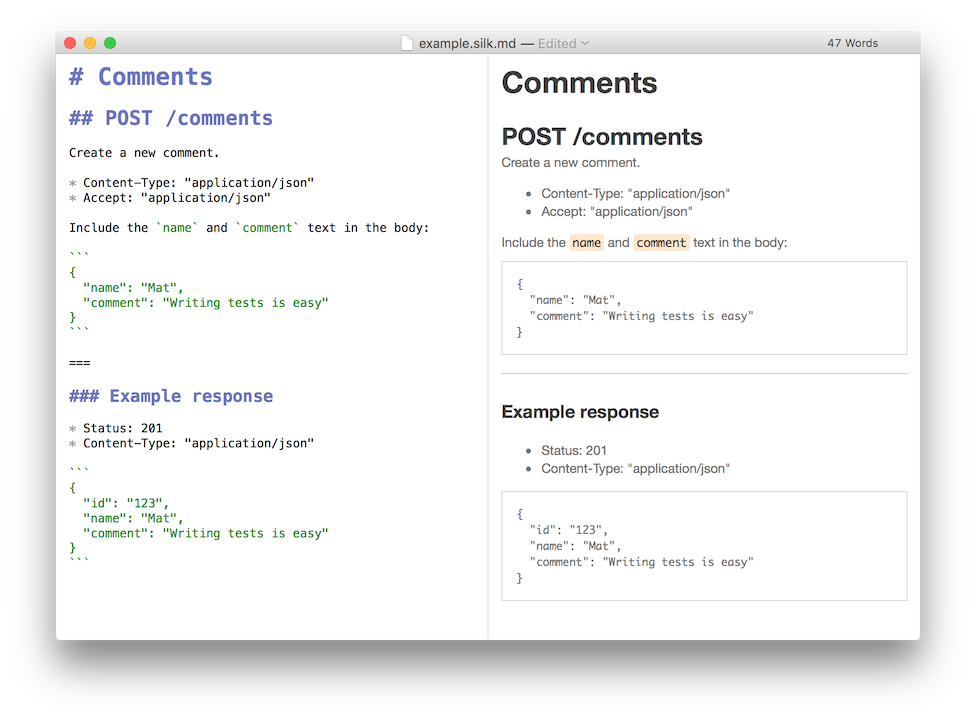 example.silk.md — Edited
47 Words
# Comments
## POST /comments
Create a new comment.
* Content-Type: "application/json"
* Accept: "application/json"
Include the `name` and `comment` text in the body:
```
{
  "name": "Mat",
  "comment": "Writing tests is easy"
}
```
===
### Example response
* Status: 201
* Content-Type: "application/json"
```
{
  "id": "123",
  "name": "Mat",
  "comment": "Writing tests is easy"
}
```
Comments
POST /comments
Create a new comment.
• Content-Type: "application/json"
• Accept: "application/json"
Include the name and comment text in the body:
{
  "name": "Mat",
  "comment": "Writing tests is easy"
}
Example response
• Status: 201
• Content-Type: "application/json"
{
  "id": "123",
  "name": "Mat",
  "comment": "Writing tests is easy"
}